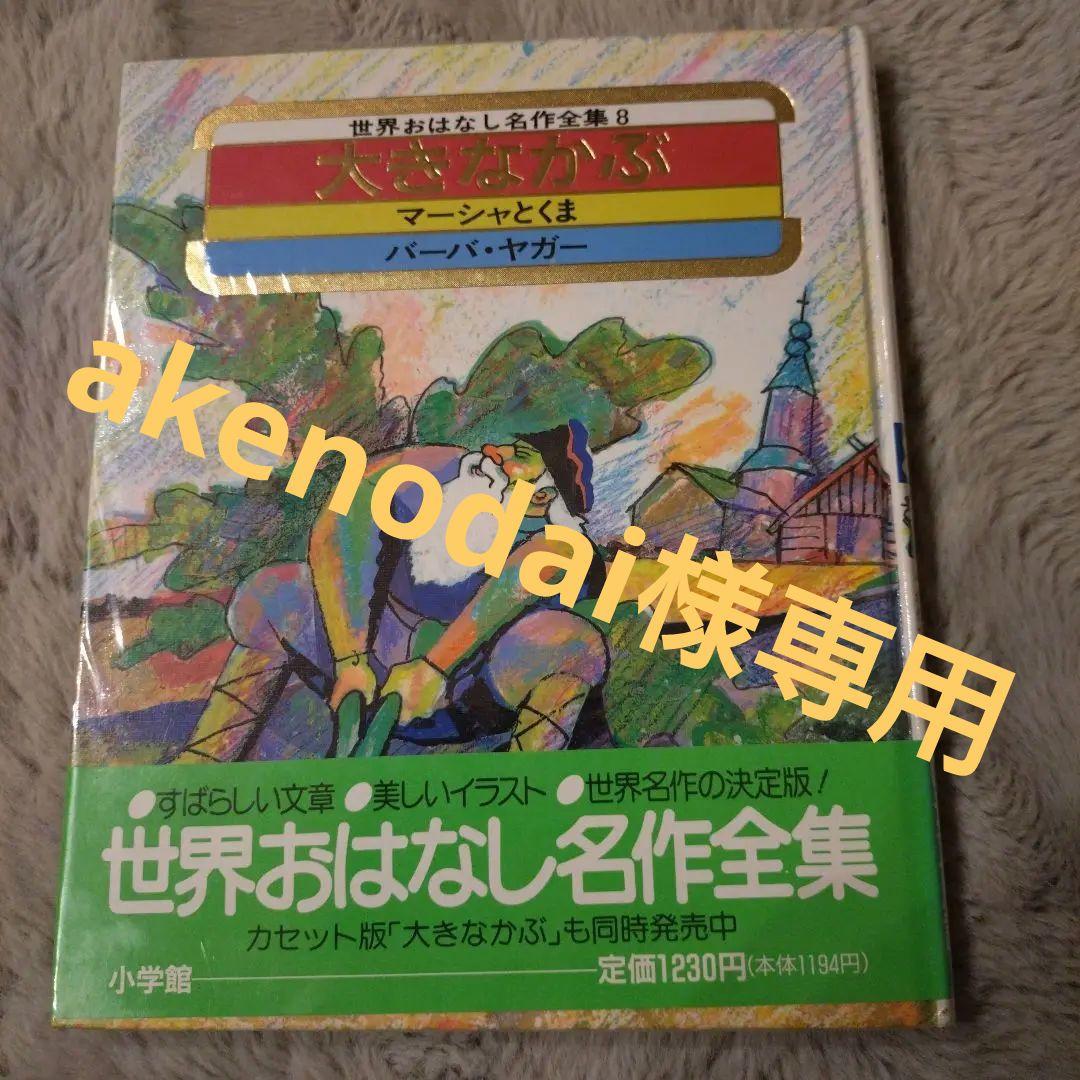 世界おはなし名作全集8
大きなかぶ
マーシャとくま
バーバ・ヤガー
akenodai様専用
●すばらしい文章 ●美しいイラスト ●世界名作の決定版!
世界おはなし名作全集
カセット版「大きなかぶ」も同時発売中
小学館 定価1230円(本体1194円)